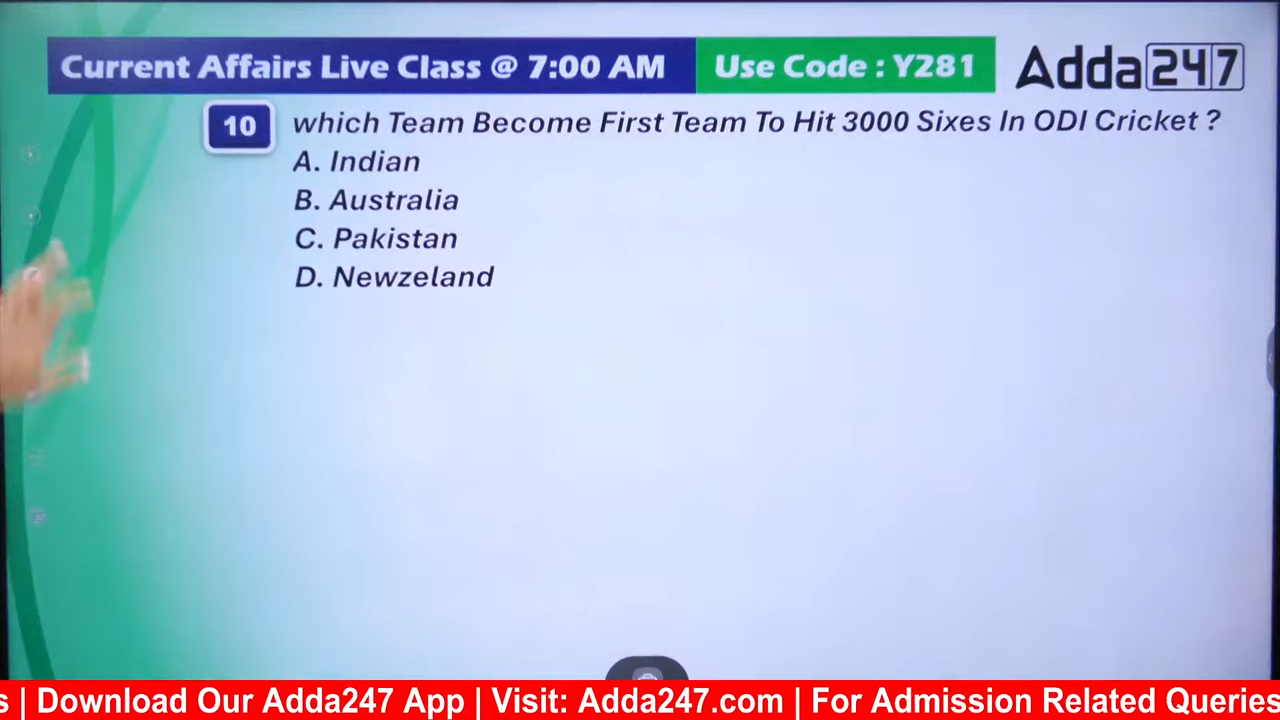 Current Affairs Live Class @ 7:00 AM
Use Code : Y281
Adda247
10
which Team Become First Team To Hit 3000 Sixes In ODI Cricket ?
A. Indian
B. Australia
C. Pakistan
D. Newzeland
s | Download Our Adda247 App | Visit: Adda247.com | For Admission Related Queries